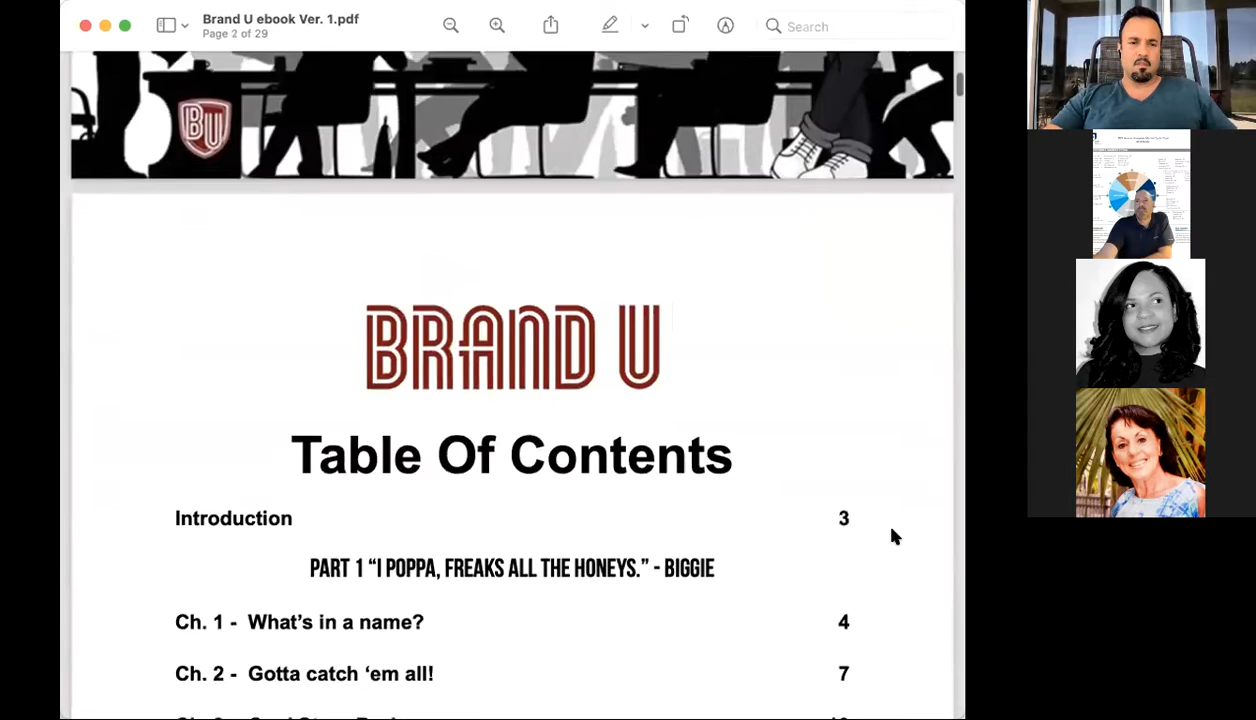 Brand U ebook Ver. 1.pdf
Page 2 of 29
Search
BU
BRAND U
Table Of Contents
Introduction 3
PART 1 “I POPPA, FREAKS ALL THE HONEYS.” - BIGGIE
Ch. 1 - What’s in a name? 4
Ch. 2 - Gotta catch ‘em all! 7